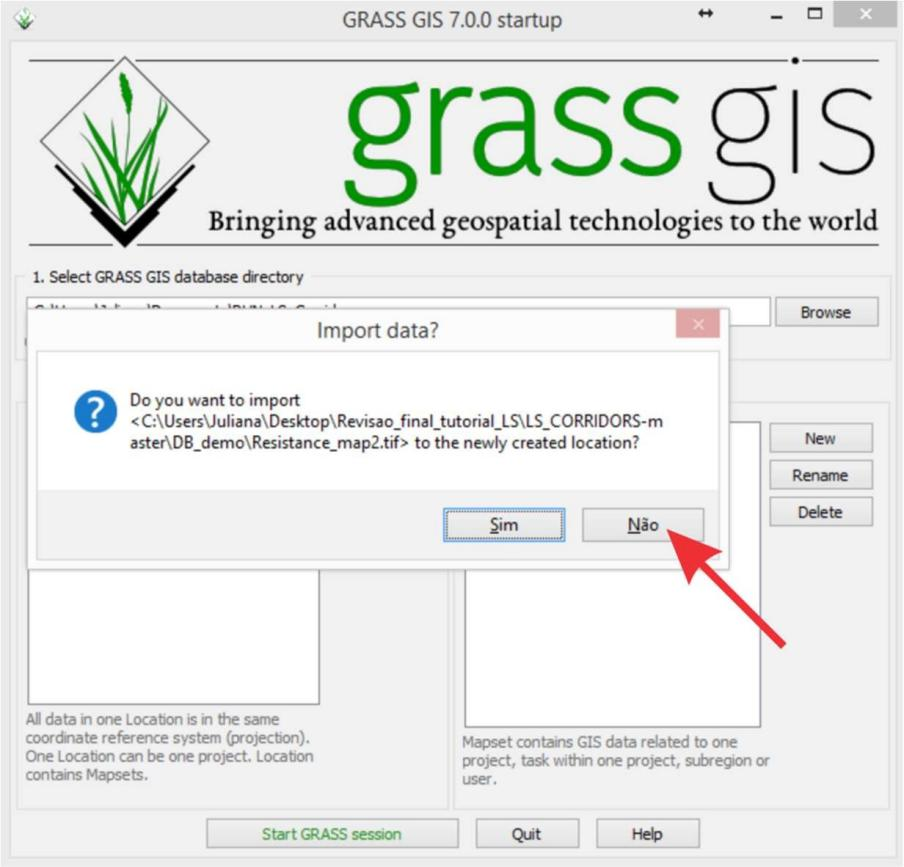 GRASS GIS 7.0.0 startup
grass gis
Bringing advanced geospatial technologies to the world
1. Select GRASS GIS database directory
Browse
Import data?
Do you want to import
<C:\Users\Juliana\Desktop\Revisao_final_tutorial_LS\LS_CORRIDORS-m
aster\DB_demo\Resistance_map2.tif> to the newly created location?
Sim
Não
New
Rename
Delete
All data in one Location is in the same
coordinate reference system (projection).
One Location can be one project. Location
contains Mapsets.
Mapset contains GIS data related to one
project, task within one project, subregion or
user.
Start GRASS session
Quit
Help